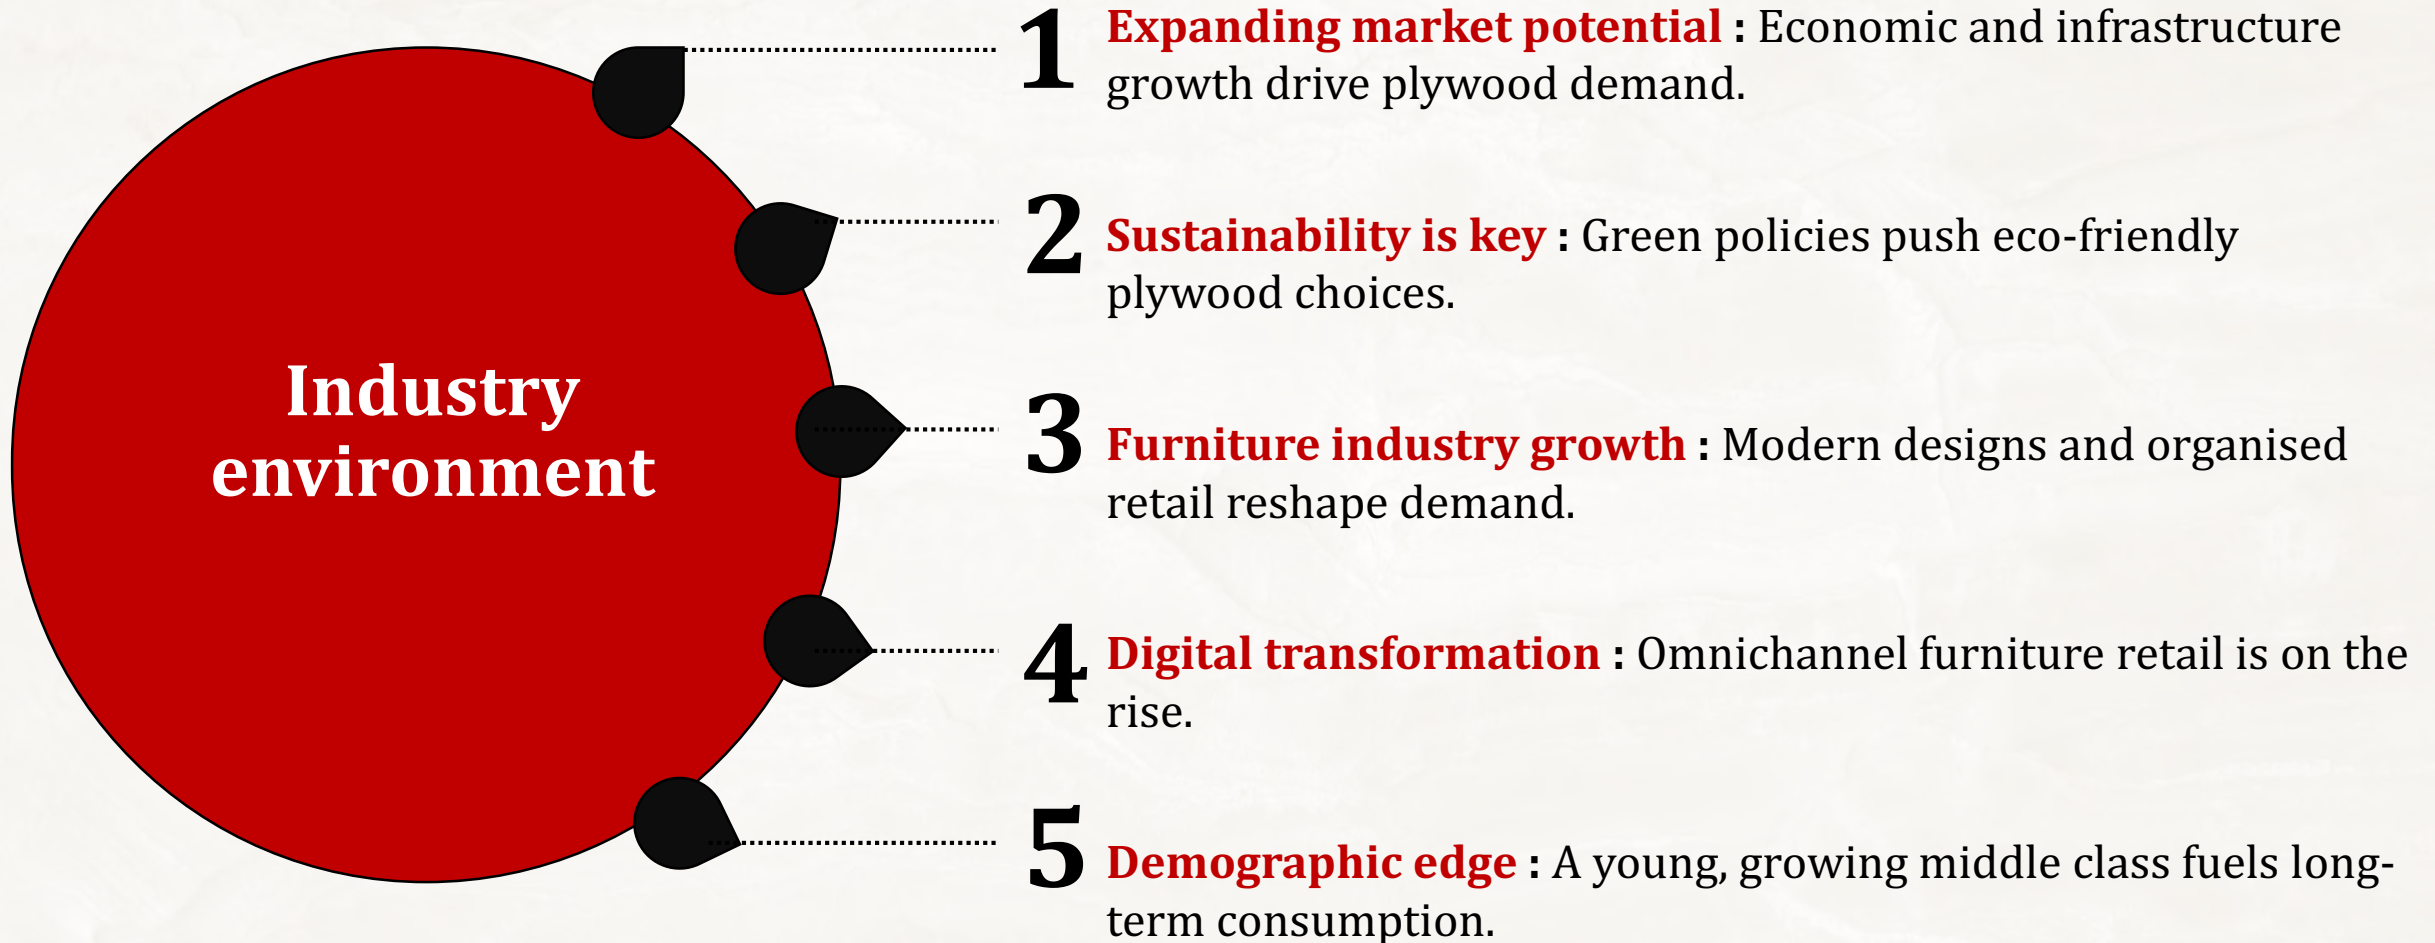 Industry
environment
1
Expanding market potential : Economic and infrastructure
growth drive plywood demand.
2
Sustainability is key : Green policies push eco-friendly
plywood choices.
3
Furniture industry growth : Modern designs and organised
retail reshape demand.
4
Digital transformation : Omnichannel furniture retail is on the
rise.
5
Demographic edge : A young, growing middle class fuels long-
term consumption.